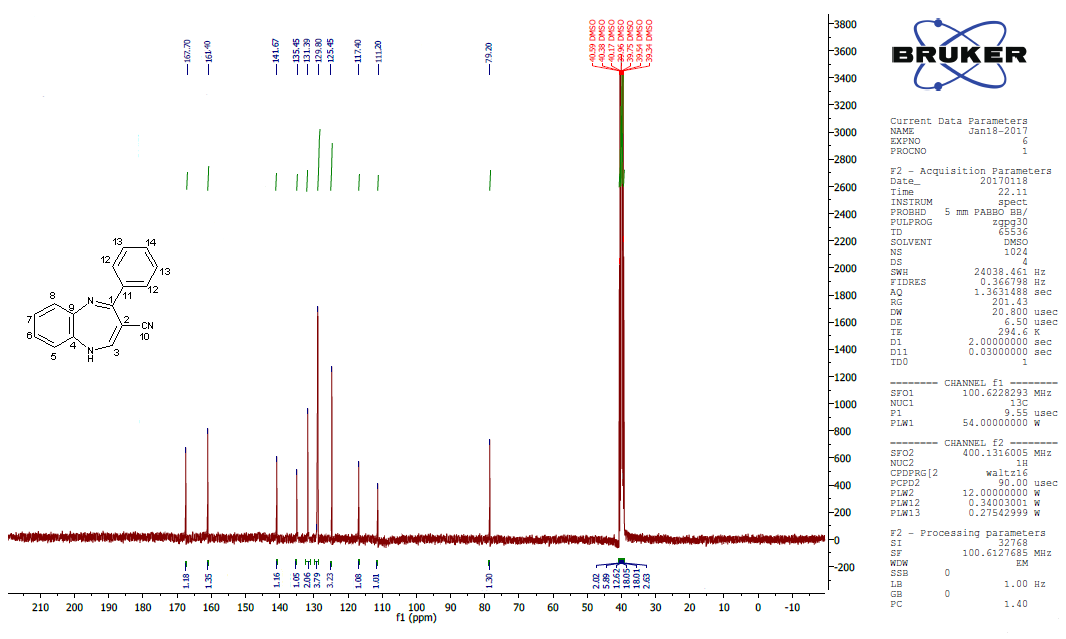 167.70
161.40
141.67
135.45
131.39
129.80
125.45
117.40
111.20
79.20
40.59 DMSO
40.38 DMSO
40.17 DMSO
39.96 DMSO
39.75 DMSO
39.54 DMSO
39.34 DMSO
3800
3600
3400
3200
3000
2800
2600
2400
2200
2000
1800
1600
1400
1200
1000
800
600
400
200
0
-200
13
14
12
13
12
11
8
9
N
1
7
2
CN
10
6
4
3
5
N
H
1.18
1.35
1.16
1.05
2.06
3.79
3.23
1.08
1.01
1.30
2.02
5.89
12.62
18.05
18.01
2.63
210 200 190 180 170 160 150 140 130 120 110 100 90 80 70 60 50 40 30 20 10 0 -10
f1 (ppm)
BRUKER
Current Data Parameters
NAME Jan18-2017
EXPNO 6
PROCNO 1
F2 - Acquisition Parameters
Date_ 20170118
Time 22.11
INSTRUM spect
PROBHD 5 mm PABBO BB/
PULPROG zgpg30
TD 65536
SOLVENT DMSO
NS 1024
DS 4
SWH 24038.461 Hz
FIDRES 0.366798 Hz
AQ 1.3631488 sec
RG 201.43
DW 20.800 usec
DE 6.50 usec
TE 294.6 K
D1 2.00000000 sec
D11 0.03000000 sec
TD0 1
======== CHANNEL f1 ========
SFO1 100.6228293 MHz
NUC1 13C
P1 9.55 usec
PLW1 54.00000000 W
======== CHANNEL f2 ========
SFO2 400.1316005 MHz
NUC2 1H
CPDPRG[2 waltz16
PCPD2 90.00 usec
PLW2 12.00000000 W
PLW12 0.34003001 W
PLW13 0.27542999 W
F2 - Processing parameters
SI 32768
SF 100.6127685 MHz
WDW EM
SSB 0
LB 1.00 Hz
GB 0
PC 1.40